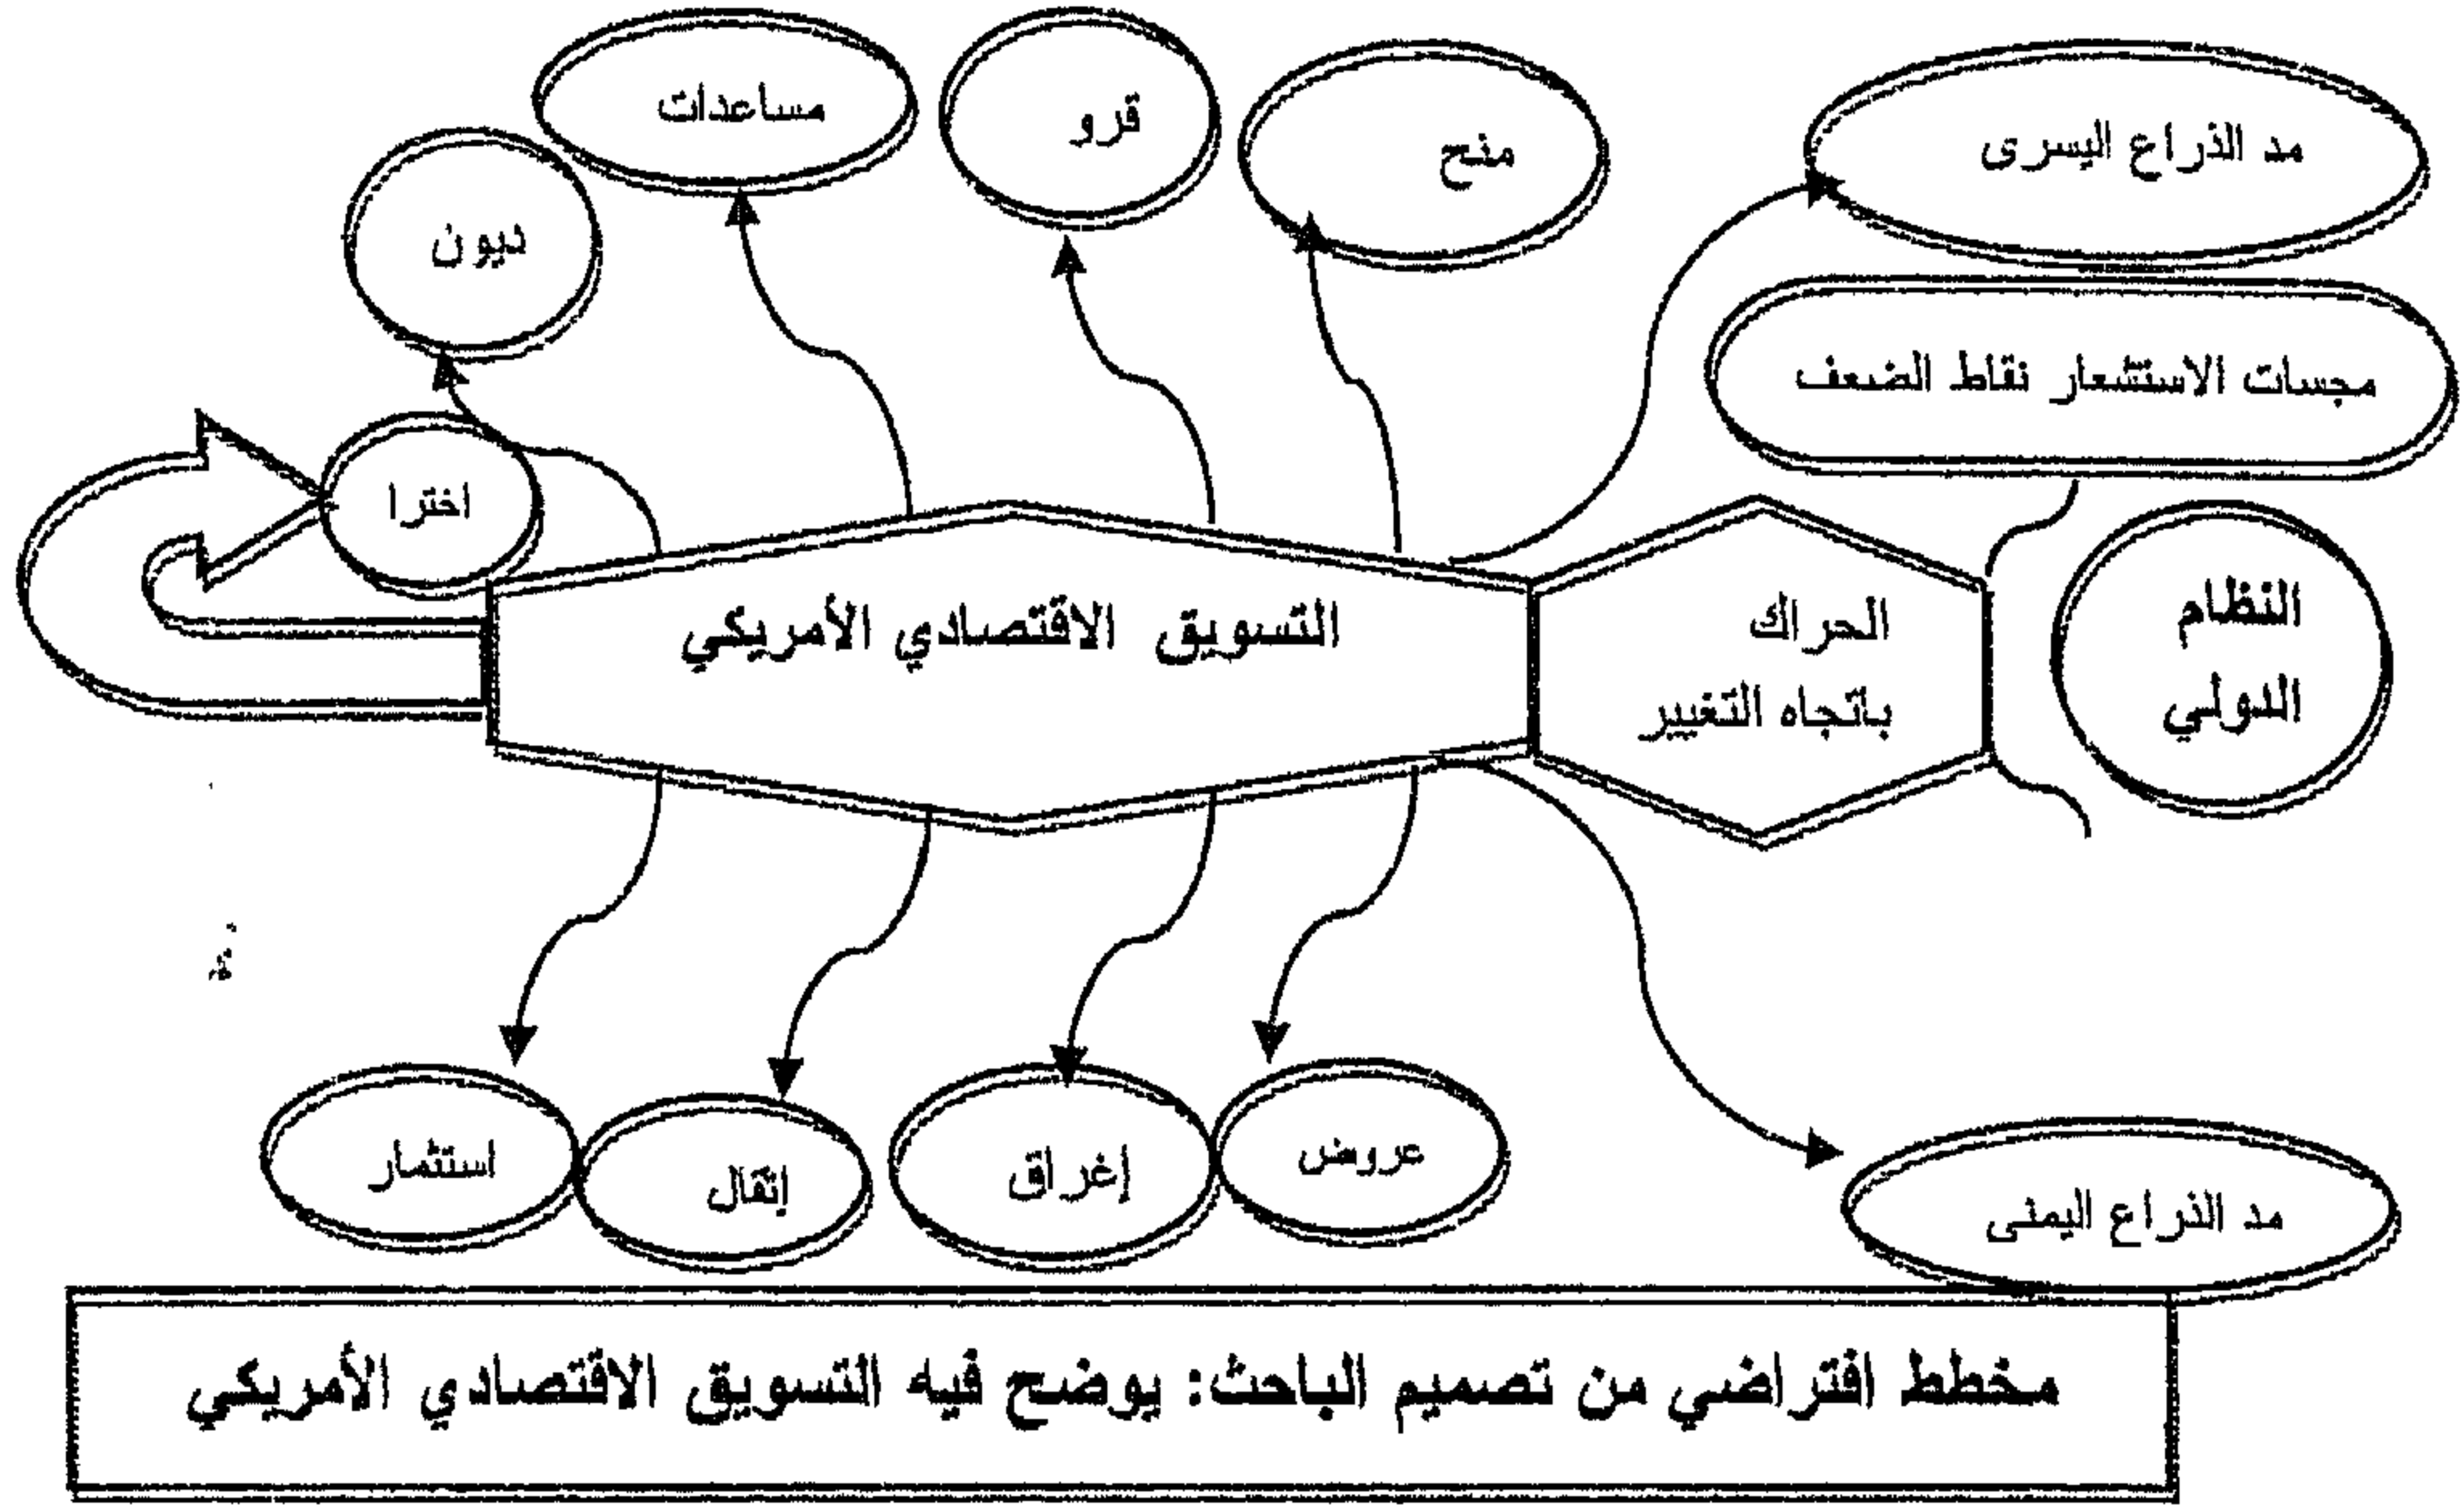 مد الذراع اليسرى
منح
قرو
مساعدات
ديون
مجسات الاستشعار نقاط الضعف
اخترا
النظام
الدولي
الحراك
باتجاه التغيير
التسويق الاقتصادي الأمريكي
عروض
إغراق
إثقال
استثمار
مد الذراع اليمنى
مخطط افتراضي من تصميم الباحث: يوضح فيه التسويق الاقتصادي الأمريكي